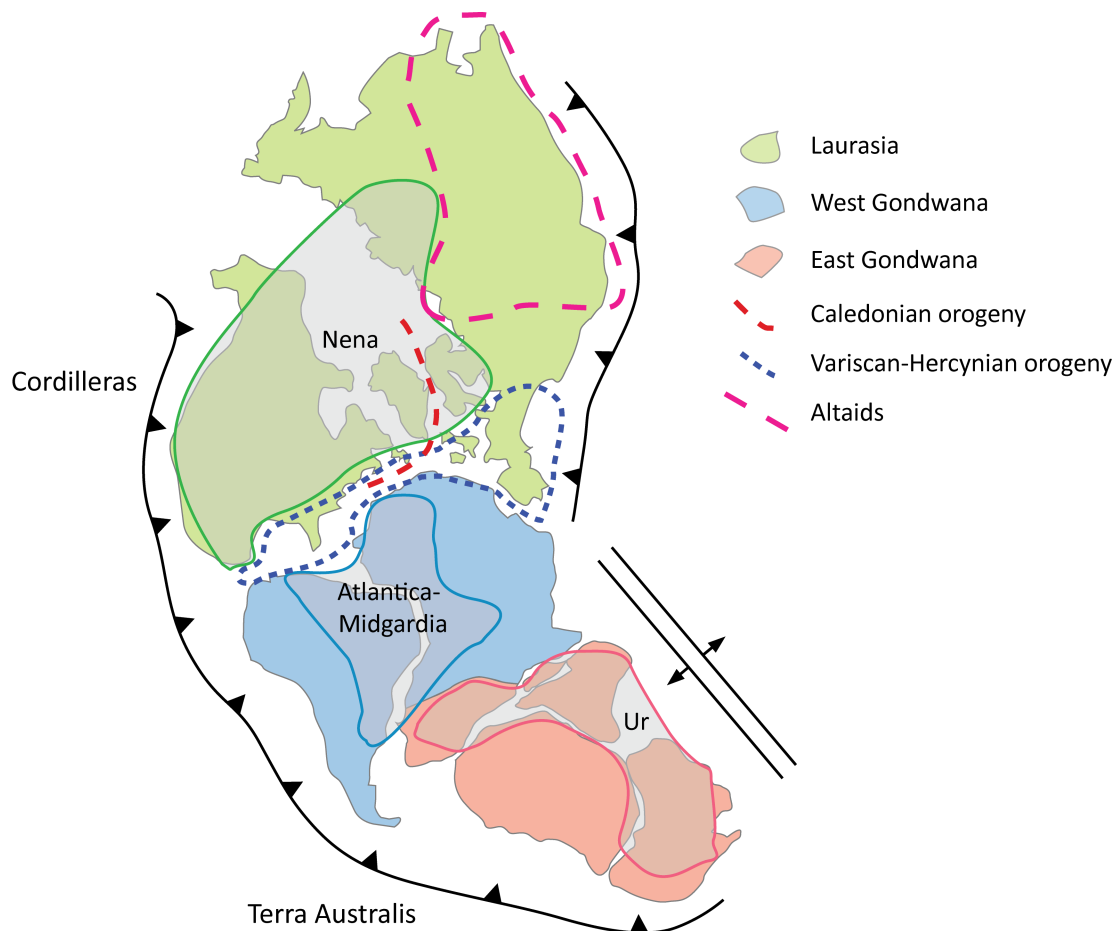 Laurasia
West Gondwana
East Gondwana
Caledonian orogeny
Variscan-Hercynian orogeny
Altaids
Nena
Cordilleras
Atlantica-
Midgardia
Ur
Terra Australis